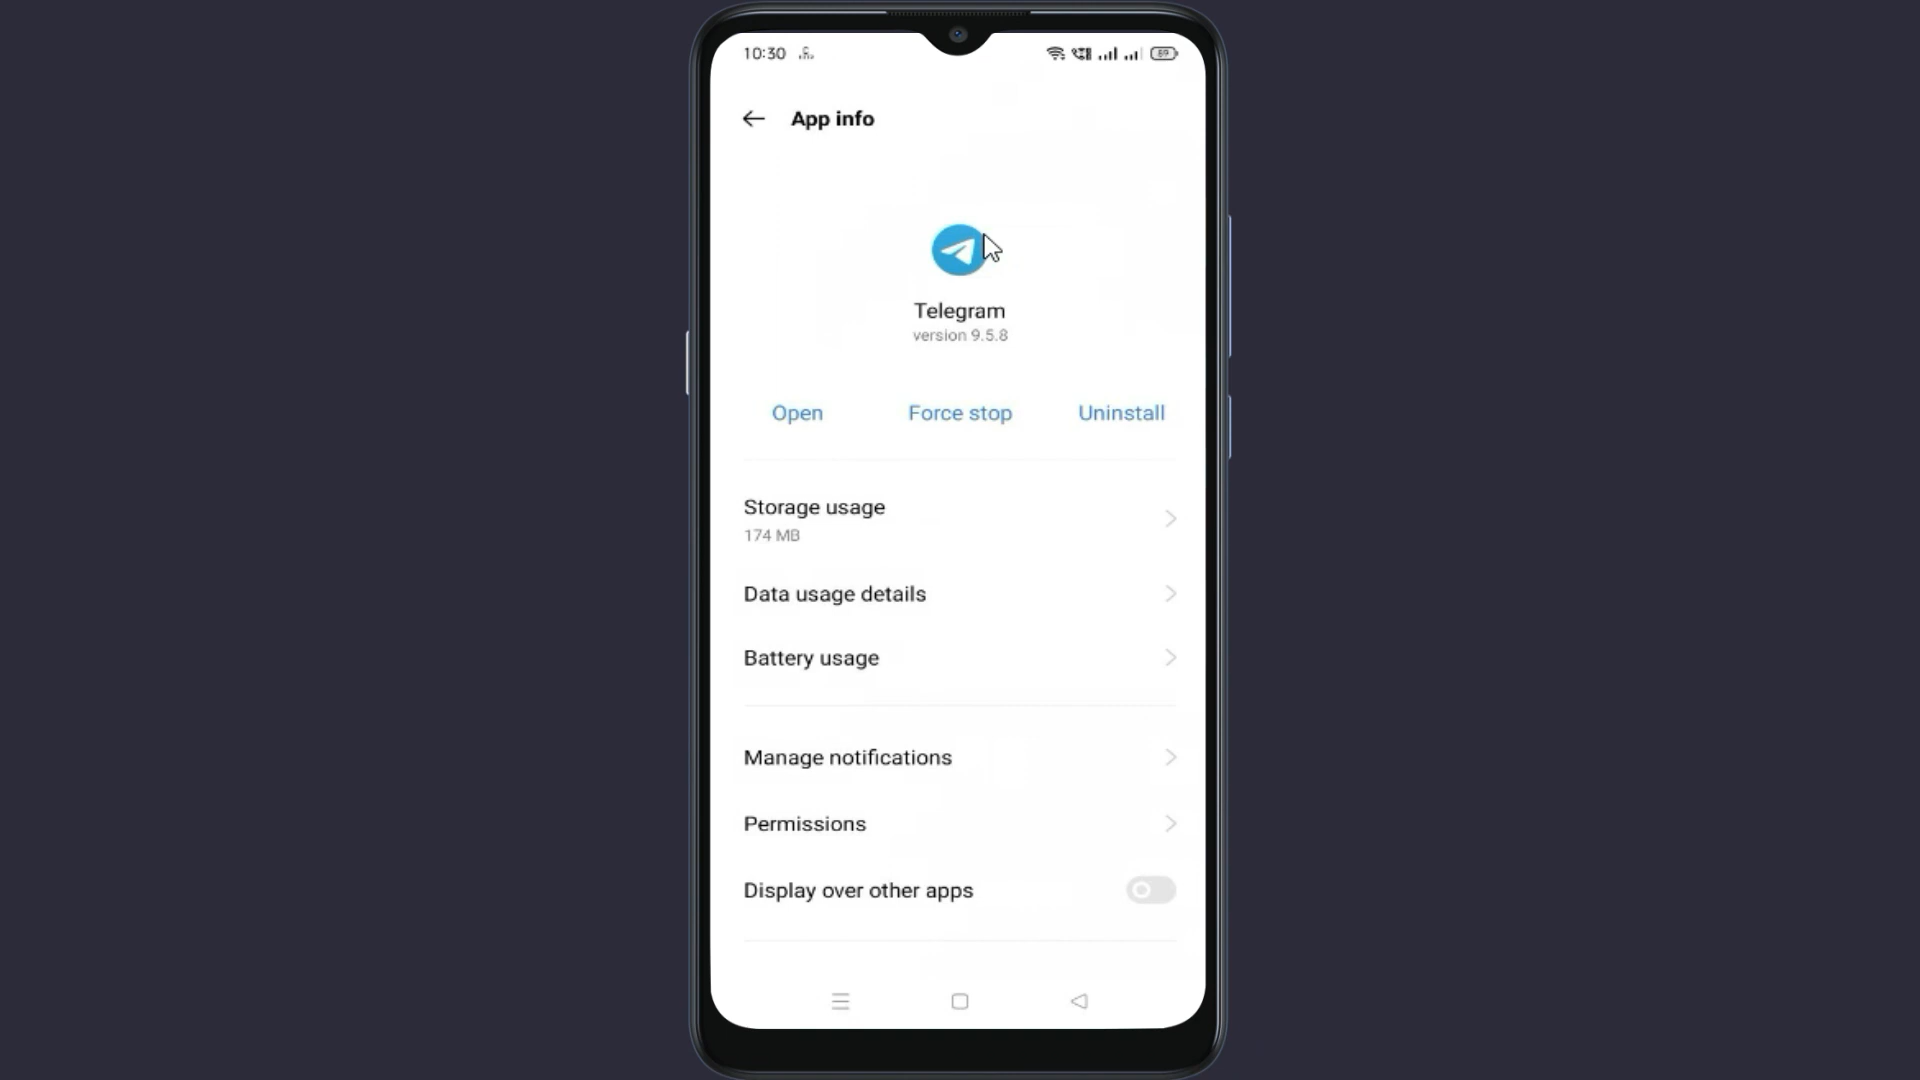 10:30
89
App info
Telegram
version 9.5.8
Open Force stop Uninstall
Storage usage
174 MB
Data usage details
Battery usage
Manage notifications
Permissions
Display over other apps